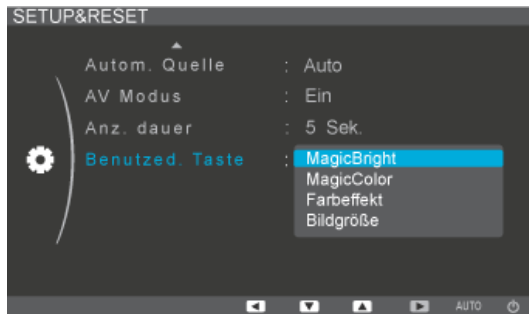 SETUP&RESET
Autom. Quelle : Auto
AV Modus : Ein
Anz. dauer : 5 Sek.
Benutzed. Taste : MagicBright
MagicColor
Farbeffekt
Bildgröße
AUTO